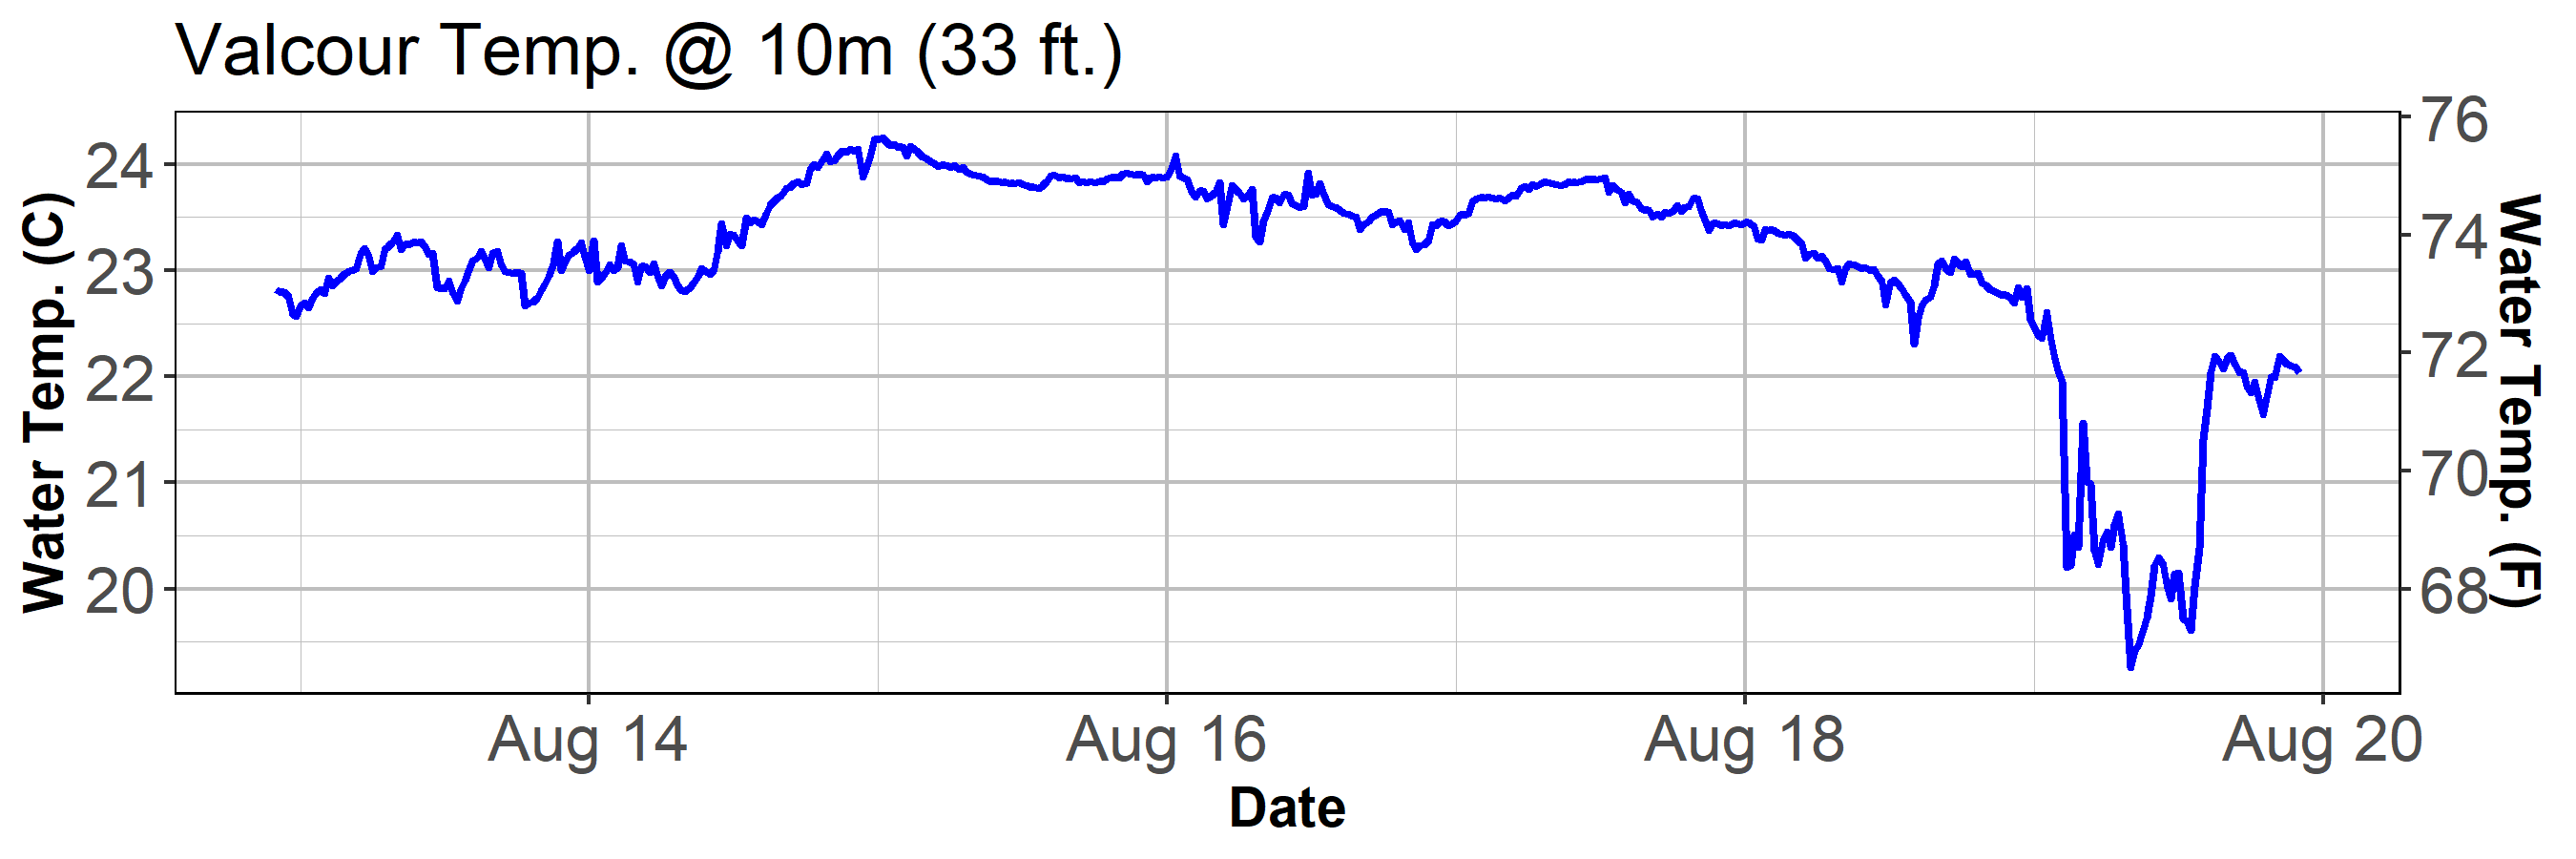 Valcour Temp. @ 10m (33 ft.)
Water Temp. (C)
24
23
22
21
20
76
74
72
70
68
Water Temp. (F)
Aug 14
Aug 16
Aug 18
Aug 20
Date